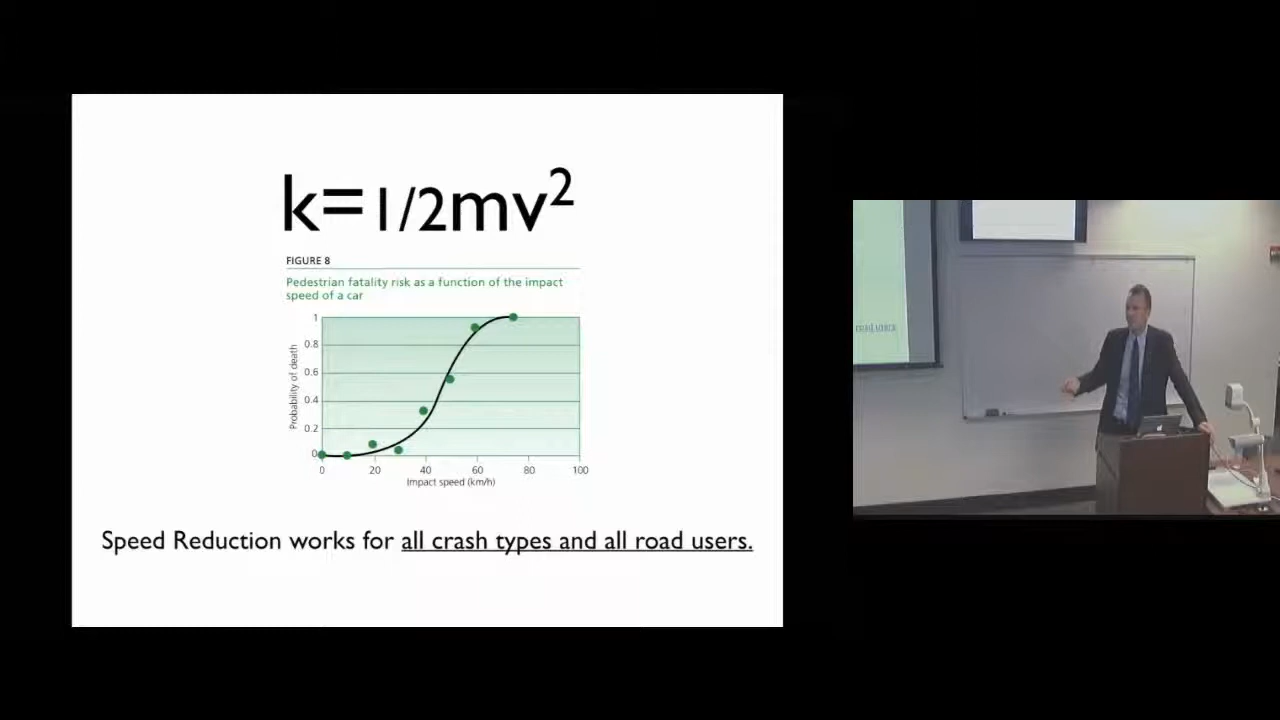 k=1/2mv²
FIGURE 8
Pedestrian fatality risk as a function of the impact
speed of a car
Probability of death
1
0.8
0.6
0.4
0.2
0
0 20 40 60 80 100
Impact speed (km/h)
Speed Reduction works for all crash types and all road users.